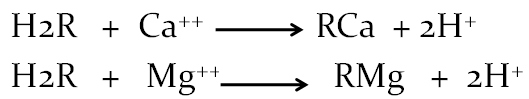 H2R + Ca⁺⁺ ⟶ RCa + 2H⁺
H2R + Mg⁺⁺ ⟶ RMg + 2H⁺